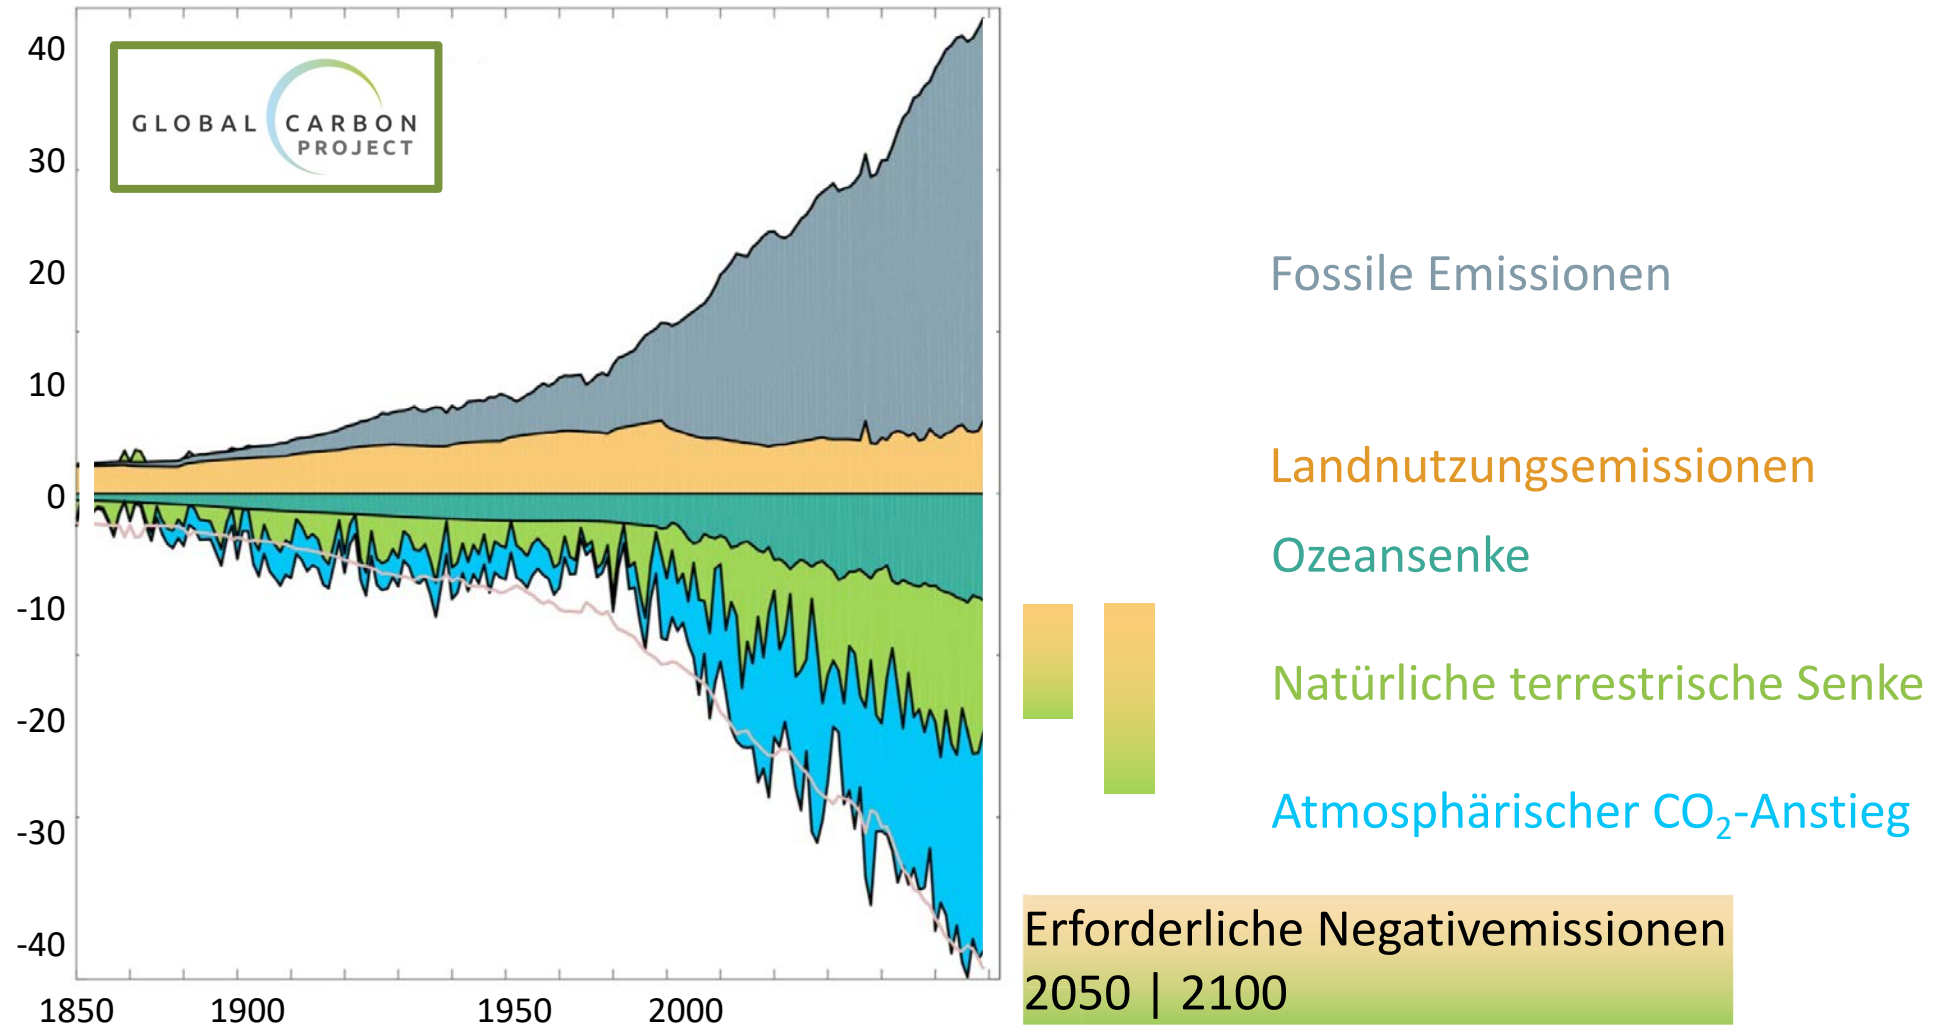 40
30
20
10
0
-10
-20
-30
-40
1850 1900 1950 2000
GLOBAL CARBON
PROJECT
Fossile Emissionen
Landnutzungsemissionen
Ozeansenke
Natürliche terrestrische Senke
Atmosphärischer CO₂-Anstieg
Erforderliche Negativemissionen
2050 | 2100